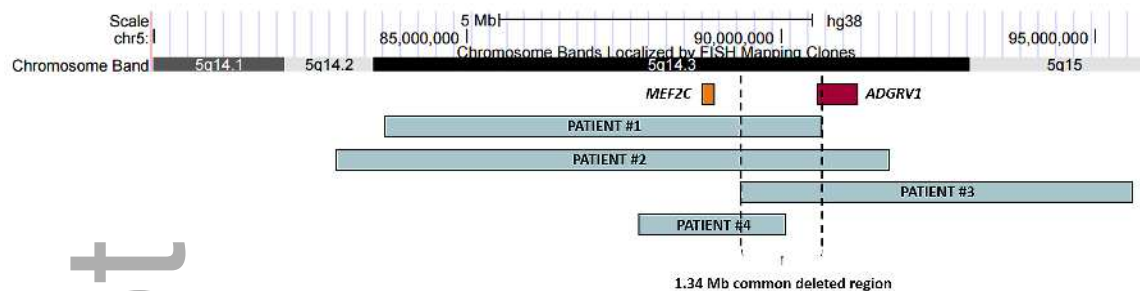 Scale 5 Mb hg38
chr5: 85,000,000 90,000,000 95,000,000
Chromosome Bands Localized by FISH Mapping Clones
Chromosome Band 5q14.1 5q14.2 5q14.3 5q15
MEF2C ADGRV1
PATIENT #1
PATIENT #2
PATIENT #3
PATIENT #4
1.34 Mb common deleted region